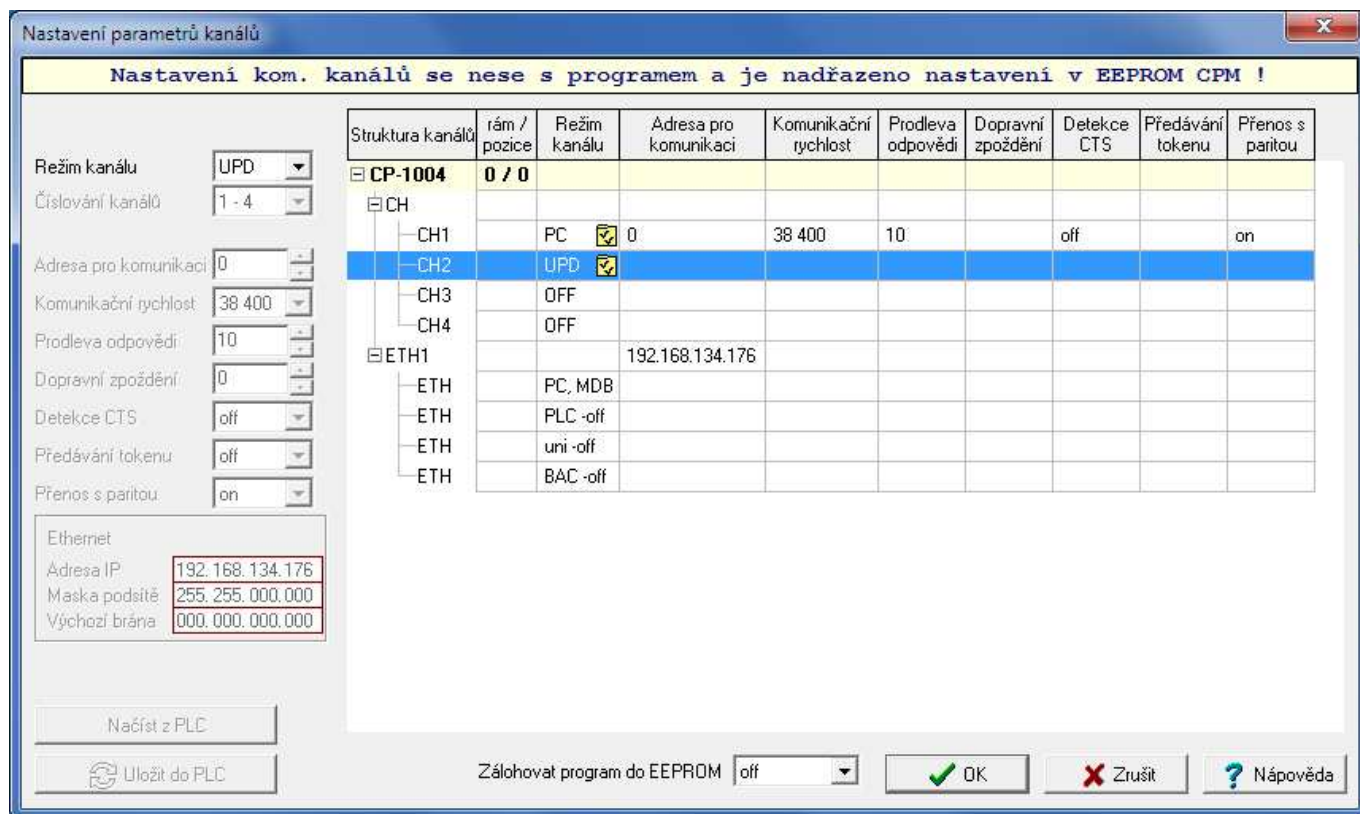 Nastavení parametrů kanálů
Nastavení kom. kanálů se nese s programem a je nadřazeno nastavení v EEPROM CPM !
Režim kanálu UPD
Číslování kanálů 1 - 4
Adresa pro komunikaci 0
Komunikační rychlost 38 400
Prodleva odpovědi 10
Dopravní zpoždění 0
Detekce CTS off
Předávání tokenu off
Přenos s paritou on
Ethernet
Adresa IP 192.168.134.176
Maska podsítě 255.255.000.000
Výchozí brána 000.000.000.000
Načíst z PLC
Uložit do PLC
Struktura kanálů rám / pozice Režim kanálu Adresa pro komunikaci Komunikační rychlost Prodleva odpovědi Dopravní zpoždění Detekce CTS Předávání tokenu Přenos s paritou
CP-1004 0 / 0
CH
CH1 PC 0 38 400 10 off on
CH2 UPD
CH3 OFF
CH4 OFF
ETH1 192.168.134.176
ETH PC, MDB
ETH PLC -off
ETH uni -off
ETH BAC -off
Zálohovat program do EEPROM off
OK
Zrušit
Nápověda